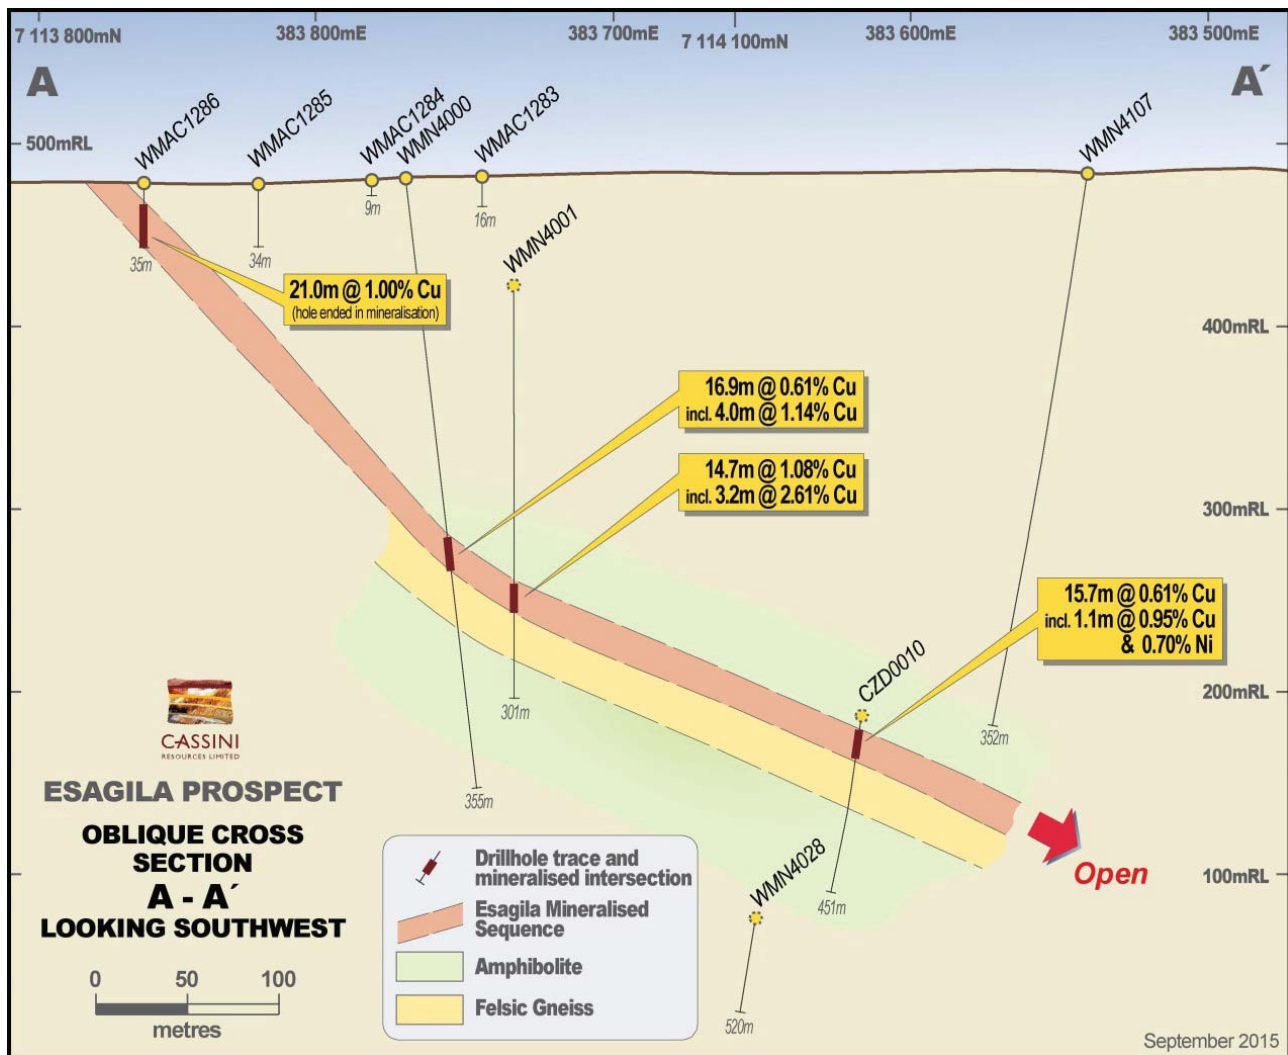 7 113 800mN
383 800mE
383 700mE
7 114 100mN
383 600mE
383 500mE
A
A´
500mRL
WMAC1286
WMAC1285
WMAC1284
WMN4000
WMAC1283
WMN4107
35m
34m
9m
16m
WMN4001
21.0m @ 1.00% Cu
(hole ended in mineralisation)
400mRL
16.9m @ 0.61% Cu
incl. 4.0m @ 1.14% Cu
14.7m @ 1.08% Cu
incl. 3.2m @ 2.61% Cu
300mRL
15.7m @ 0.61% Cu
incl. 1.1m @ 0.95% Cu
& 0.70% Ni
CZD0010
200mRL
301m
352m
355m
CASSINI
RESOURCES LIMITED
ESAGILA PROSPECT
OBLIQUE CROSS
SECTION
A - A´
LOOKING SOUTHWEST
0 50 100
metres
Drillhole trace and
mineralised intersection
Esagila Mineralised
Sequence
Amphibolite
Felsic Gneiss
WMN4028
451m
520m
Open
100mRL
September 2015